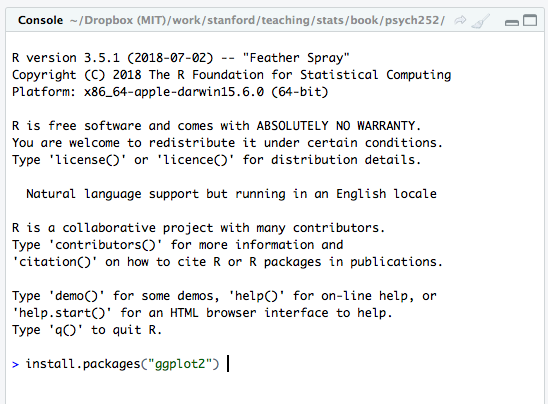 Console ~/Dropbox (MIT)/work/stanford/teaching/stats/book/psych252/
R version 3.5.1 (2018-07-02) -- "Feather Spray"
Copyright (C) 2018 The R Foundation for Statistical Computing
Platform: x86_64-apple-darwin15.6.0 (64-bit)
R is free software and comes with ABSOLUTELY NO WARRANTY.
You are welcome to redistribute it under certain conditions.
Type 'license()' or 'licence()' for distribution details.
Natural language support but running in an English locale
R is a collaborative project with many contributors.
Type 'contributors()' for more information and
'citation()' on how to cite R or R packages in publications.
Type 'demo()' for some demos, 'help()' for on-line help, or
'help.start()' for an HTML browser interface to help.
Type 'q()' to quit R.
> install.packages("ggplot2")